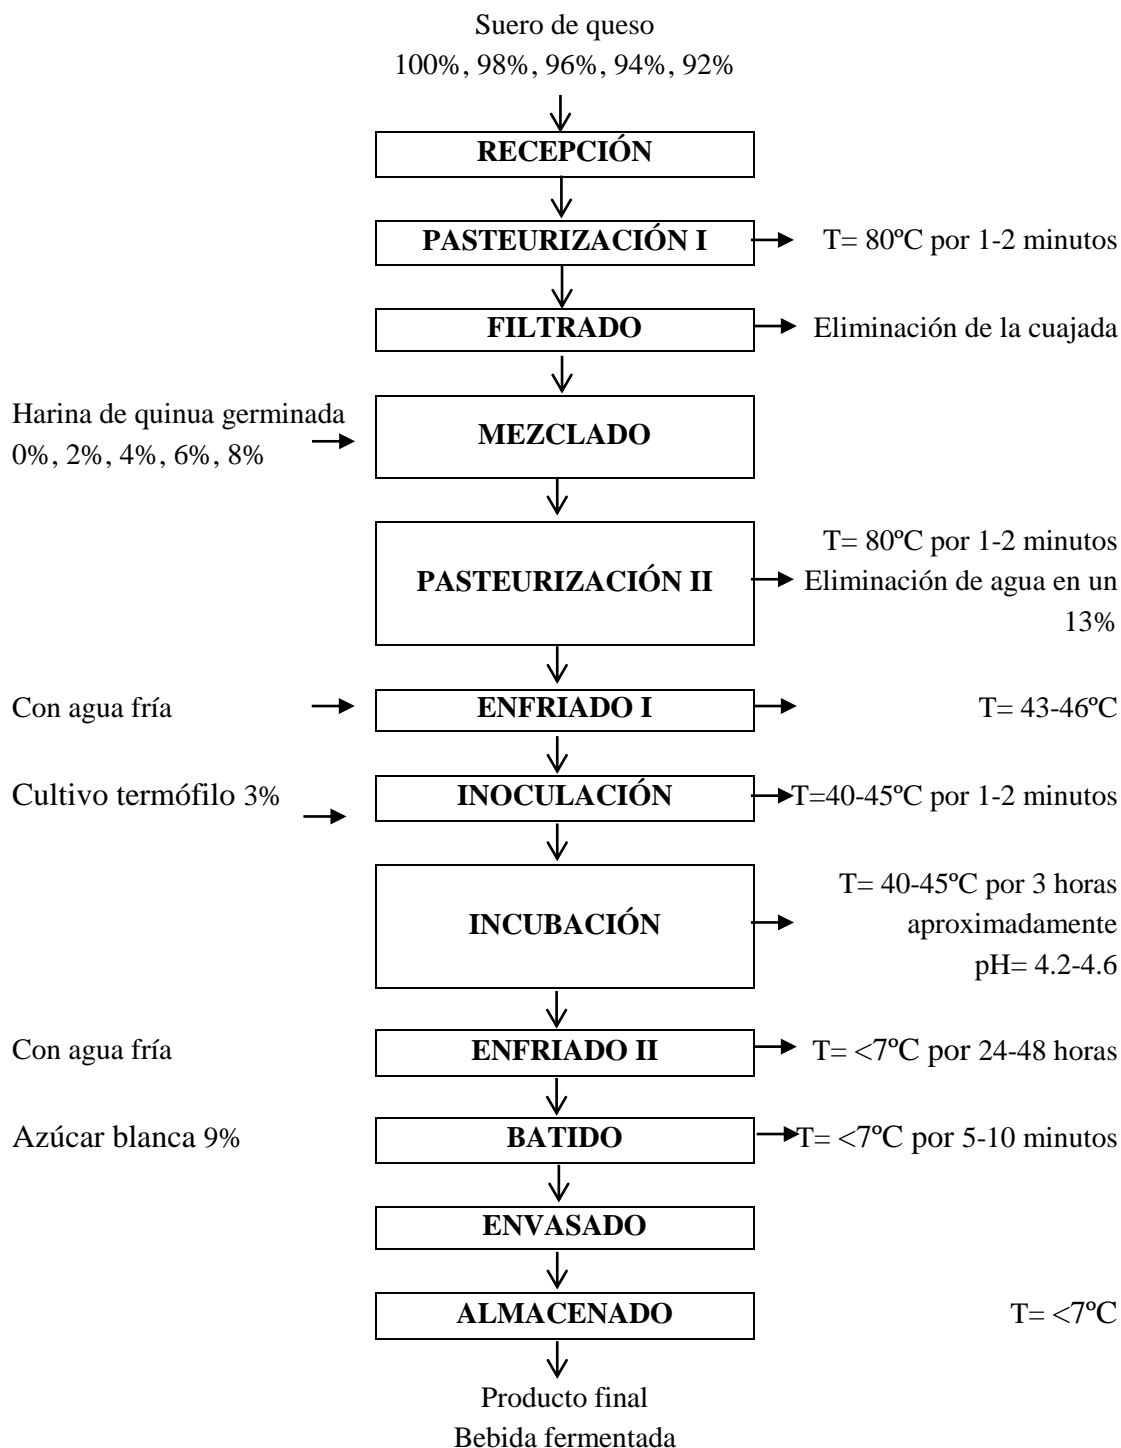 Suero de queso
100%, 98%, 96%, 94%, 92%
RECEPCIÓN
PASTEURIZACIÓN I
T= 80ºC por 1-2 minutos
FILTRADO
Eliminación de la cuajada
Harina de quinua germinada
0%, 2%, 4%, 6%, 8%
MEZCLADO
PASTEURIZACIÓN II
T= 80ºC por 1-2 minutos
Eliminación de agua en un
13%
Con agua fría
ENFRIADO I
T= 43-46ºC
Cultivo termófilo 3%
INOCULACIÓN
T=40-45ºC por 1-2 minutos
INCUBACIÓN
T= 40-45ºC por 3 horas
aproximadamente
pH= 4.2-4.6
Con agua fría
ENFRIADO II
T= <7ºC por 24-48 horas
Azúcar blanca 9%
BATIDO
T= <7ºC por 5-10 minutos
ENVASADO
ALMACENADO
T= <7ºC
Producto final
Bebida fermentada